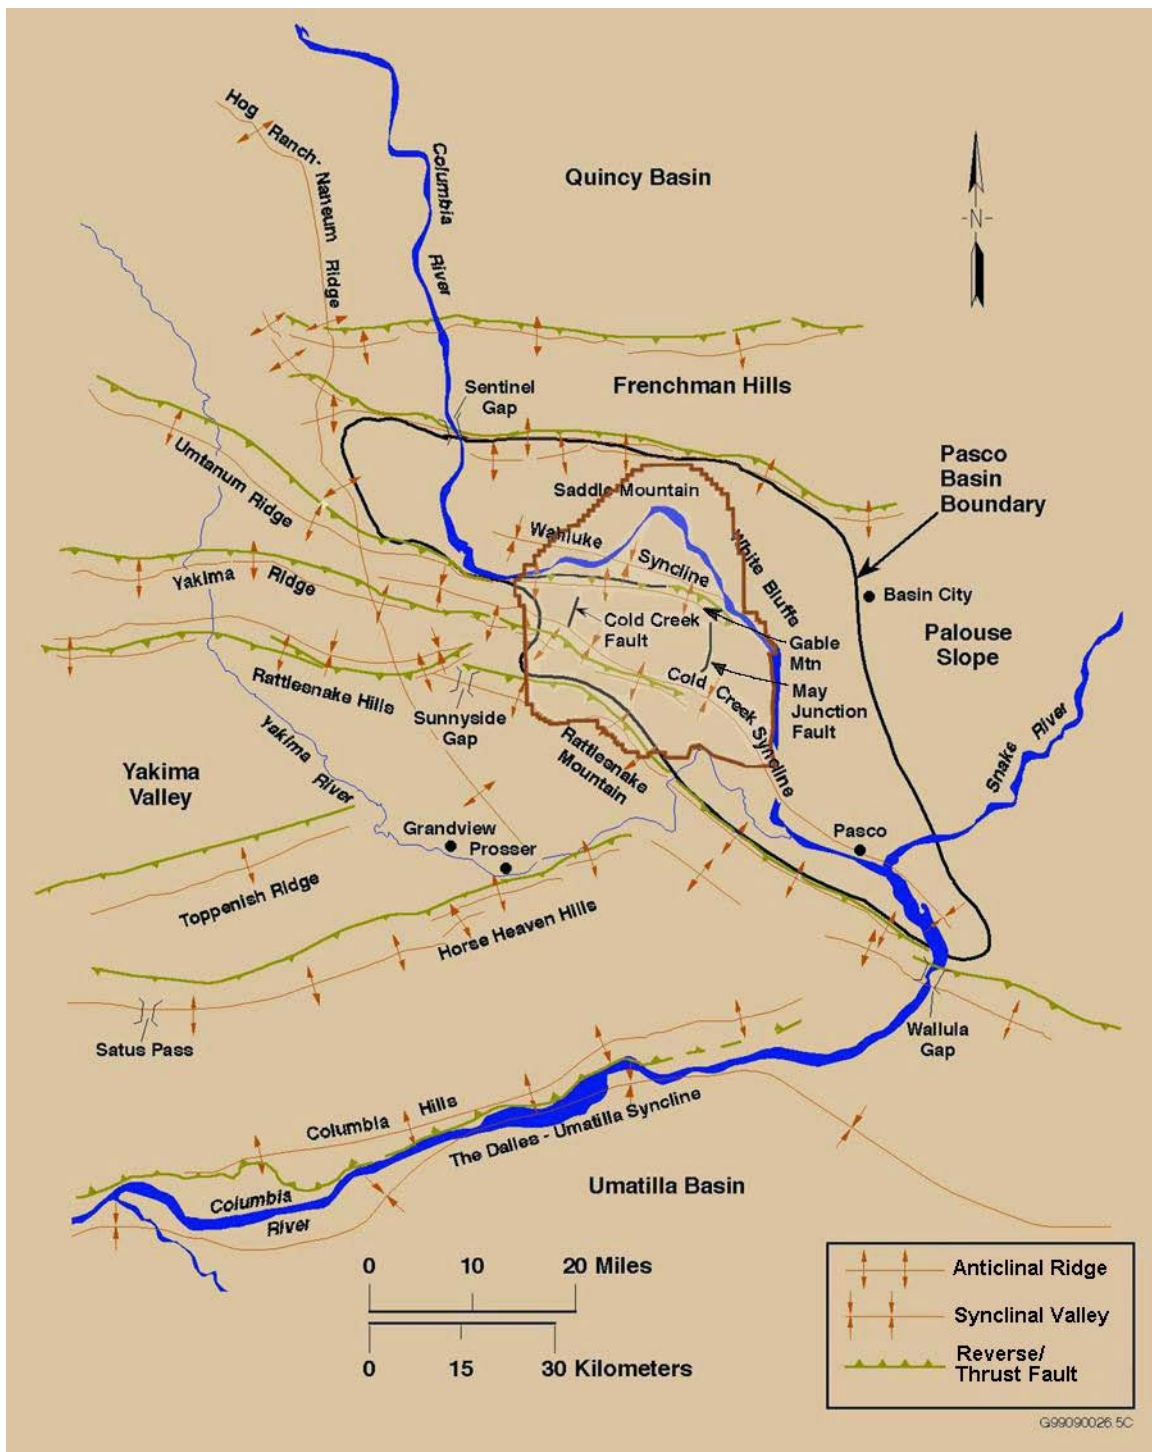 Hog Ranch-
Naneum Ridge
Columbia River
Quincy Basin
-N-
Sentinel
Gap
Frenchman Hills
Umtanum Ridge
Pasco
Basin
Boundary
Saddle Mountain
Wahluke Syncline
White Bluffs
Yakima Ridge
Basin City
Cold Creek
Fault
Palouse
Slope
Gable
Mtn
Rattlesnake Hills
Cold Creek Syncline
May
Junction
Fault
Sunnyside
Gap
Snake River
Rattlesnake
Mountain
Yakima
Valley
Yakima River
Grandview
Prosser
Pasco
Toppenish Ridge
Horse Heaven Hills
Satus Pass
Wallula
Gap
Columbia Hills
The Dalles - Umatilla Syncline
Umatilla Basin
Columbia
River
0 10 20 Miles
0 15 30 Kilometers
Anticlinal Ridge
Synclinal Valley
Reverse/
Thrust Fault
G99090026.5C